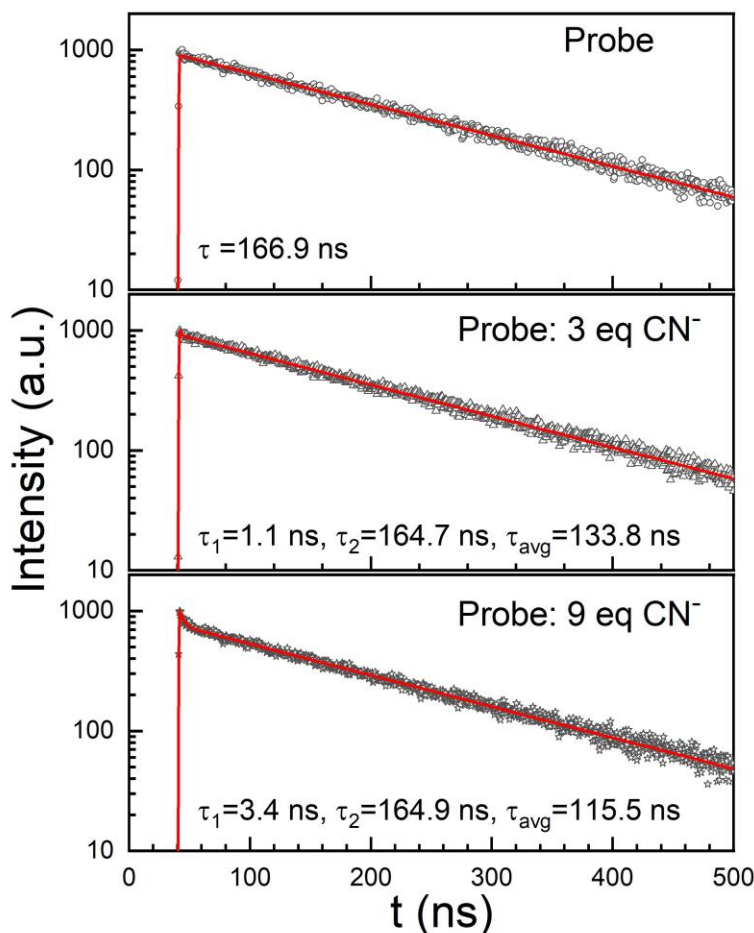 Probe
1000
100
τ =166.9 ns
10
Probe: 3 eq CN⁻
1000
100
τ₁=1.1 ns, τ₂=164.7 ns, τavg=133.8 ns
10
Probe: 9 eq CN⁻
1000
100
τ₁=3.4 ns, τ₂=164.9 ns, τavg=115.5 ns
10
0 100 200 300 400 500
t (ns)
Intensity (a.u.)